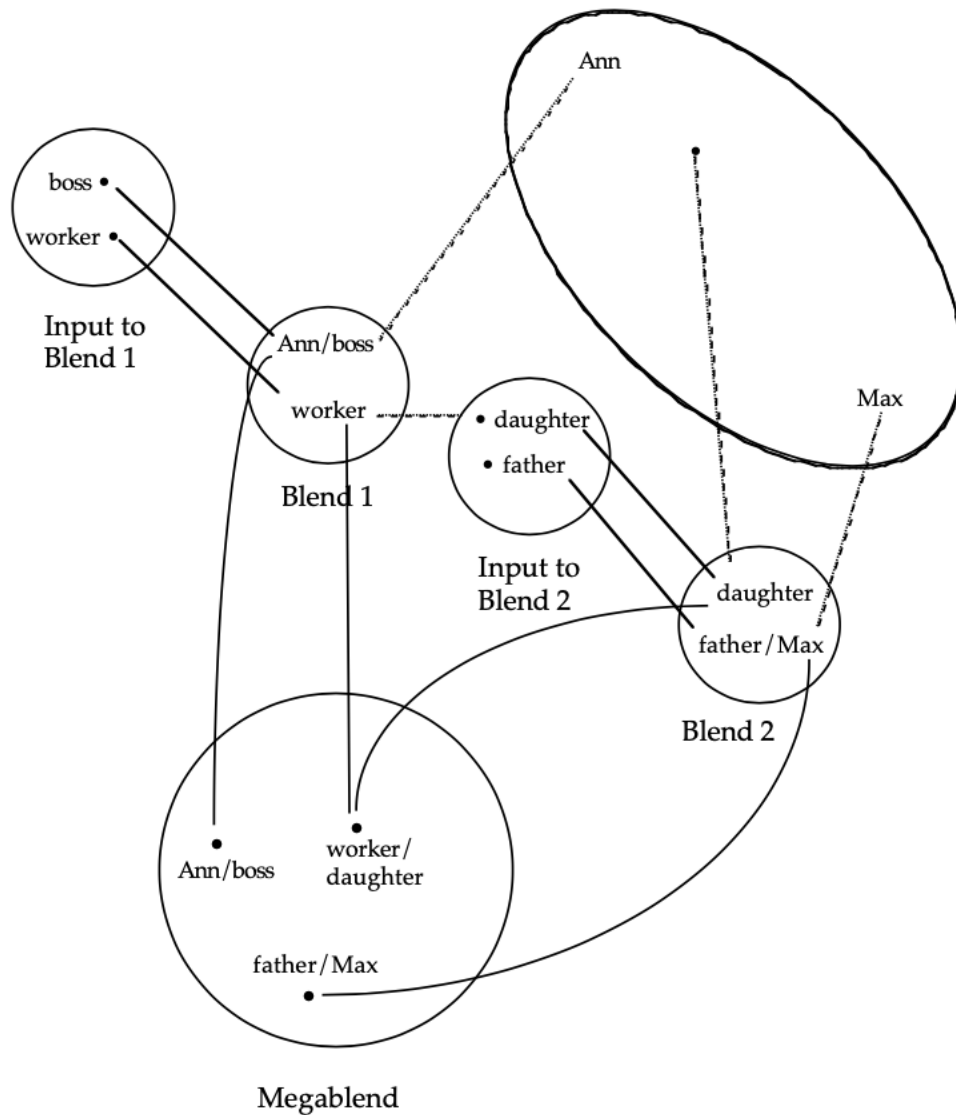 Ann
boss
worker
Input to
Blend 1
Ann/boss
worker
Blend 1
Max
daughter
father
Input to
Blend 2
daughter
father/Max
Blend 2
Ann/boss
worker/
daughter
father/Max
Megablend